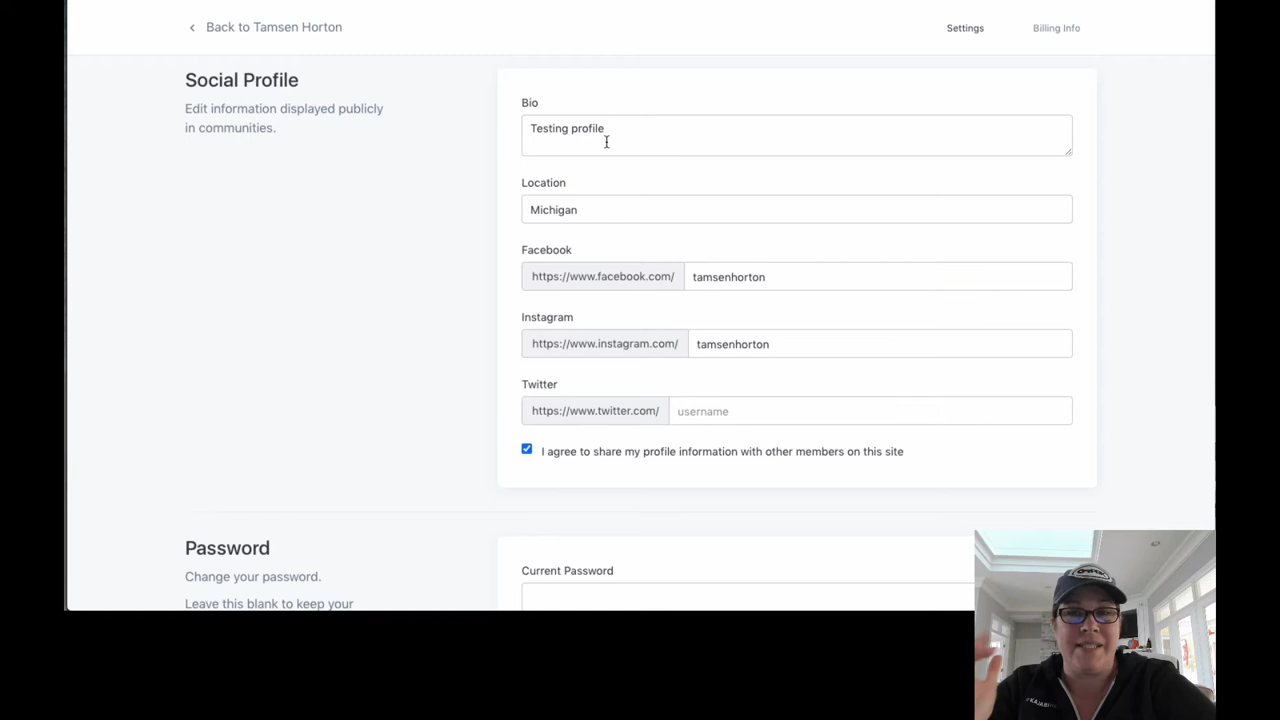 Back to Tamsen Horton
Settings
Billing Info
Social Profile
Edit information displayed publicly
in communities.
Bio
Testing profile
Location
Michigan
Facebook
https://www.facebook.com/
tamsenhorton
Instagram
https://www.instagram.com/
tamsenhorton
Twitter
https://www.twitter.com/
username
I agree to share my profile information with other members on this site
Password
Change your password.
Leave this blank to keep your
Current Password